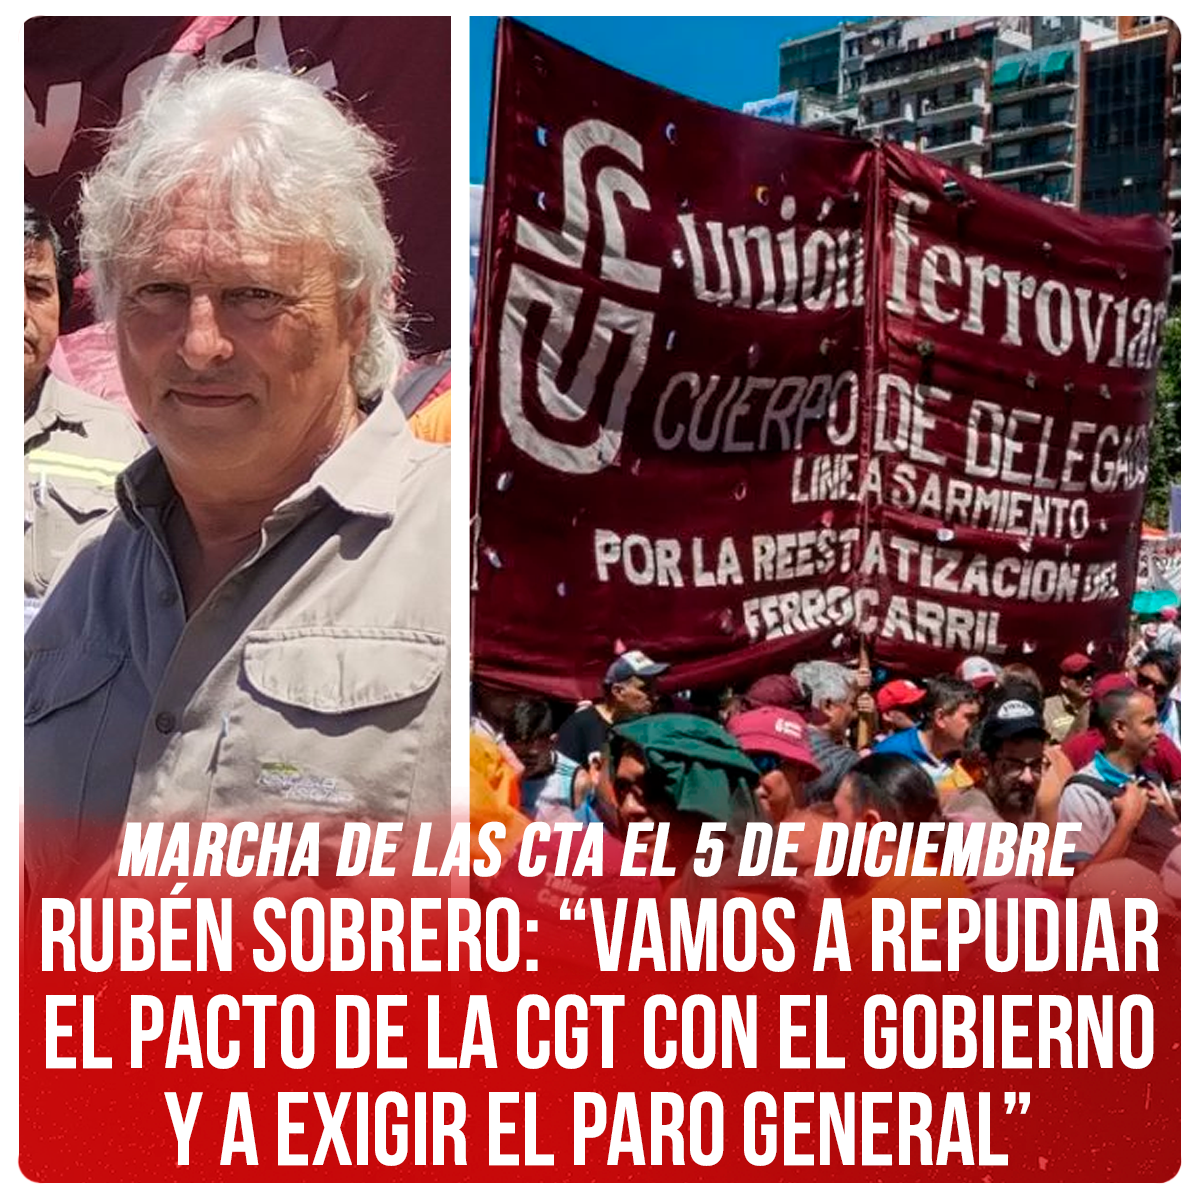 unión ferroviar
CUERPO DE DELEGAD
LINEA SARMIENTO
POR LA REESTATIZACION DEL
FERROCARRIL
MARCHA DE LAS CTA EL 5 DE DICIEMBRE
RUBÉN SOBRERO: “VAMOS A REPUDIAR
EL PACTO DE LA CGT CON EL GOBIERNO
Y A EXIGIR EL PARO GENERAL”